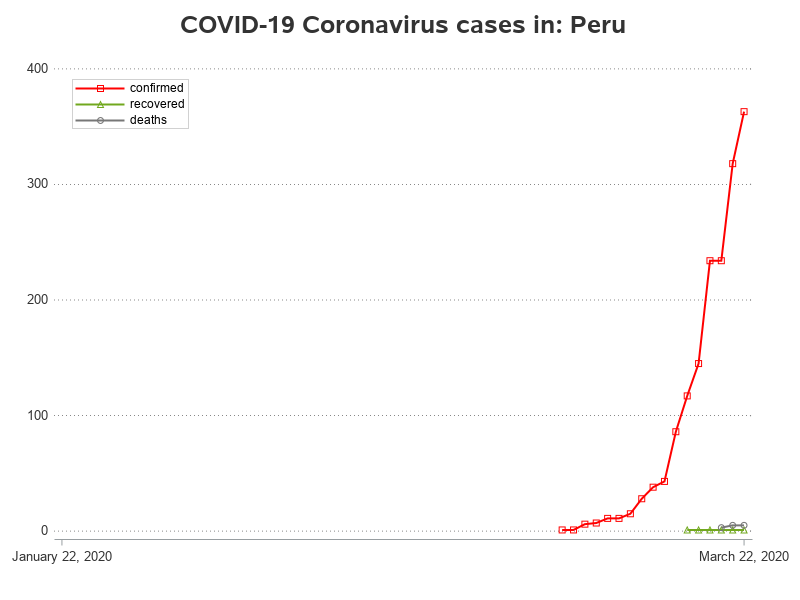 COVID-19 Coronavirus cases in: Peru
400
confirmed
recovered
deaths
300
200
100
0
January 22, 2020
March 22, 2020